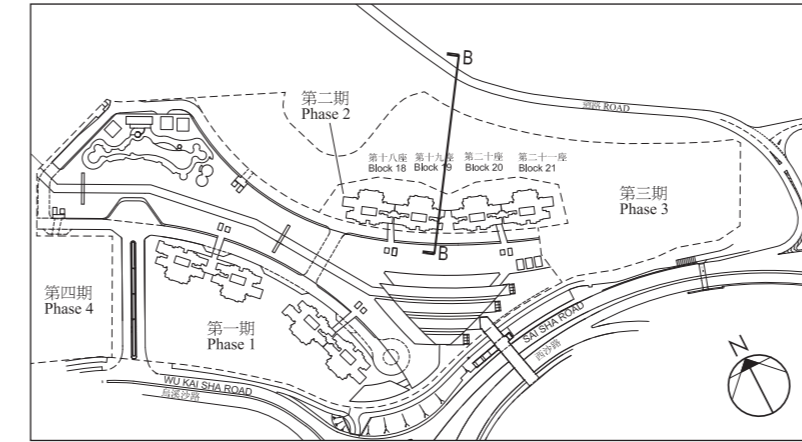 B
第二期
Phase 2
ROAD
第十八座
Block 18
第十九座
Block 19
第二十座
Block 20
第二十一座
Block 21
第三期
Phase 3
B
第四期
Phase 4
第一期
Phase 1
SAI SHA ROAD
西沙路
WU KAI SHA ROAD
烏溪沙路
N